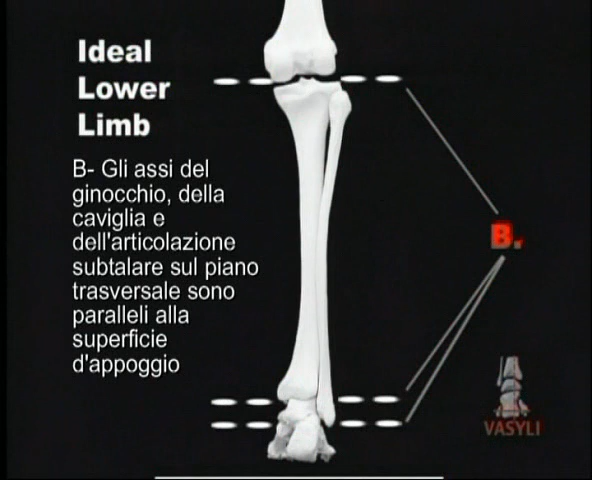 Ideal
Lower
Limb
B- Gli assi del
ginocchio, della
caviglia e
dell'articolazione
subtalare sul piano
trasversale sono
paralleli alla
superficie
d'appoggio
B.
VASYLI